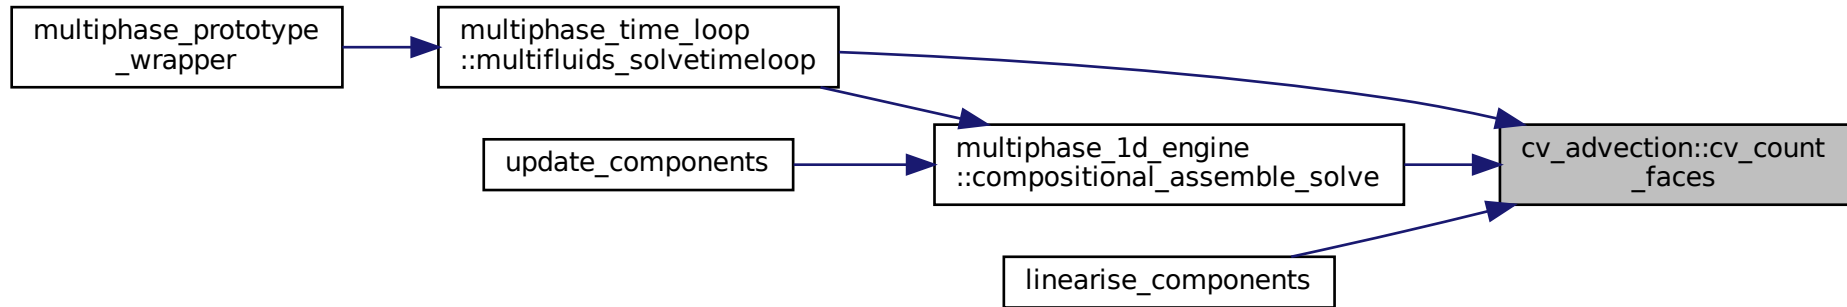 multiphase_prototype
_wrapper
multiphase_time_loop
::multifluids_solvetimeloop
update_components
multiphase_1d_engine
::compositional_assemble_solve
linearise_components
cv_advection::cv_count
_faces